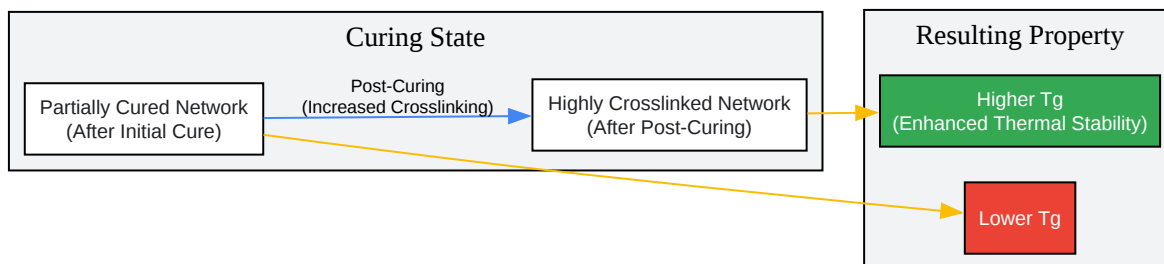 Curing State
Resulting Property
Partially Cured Network
(After Initial Cure)
Post-Curing
(Increased Crosslinking)
Highly Crosslinked Network
(After Post-Curing)
Higher Tg
(Enhanced Thermal Stability)
Lower Tg